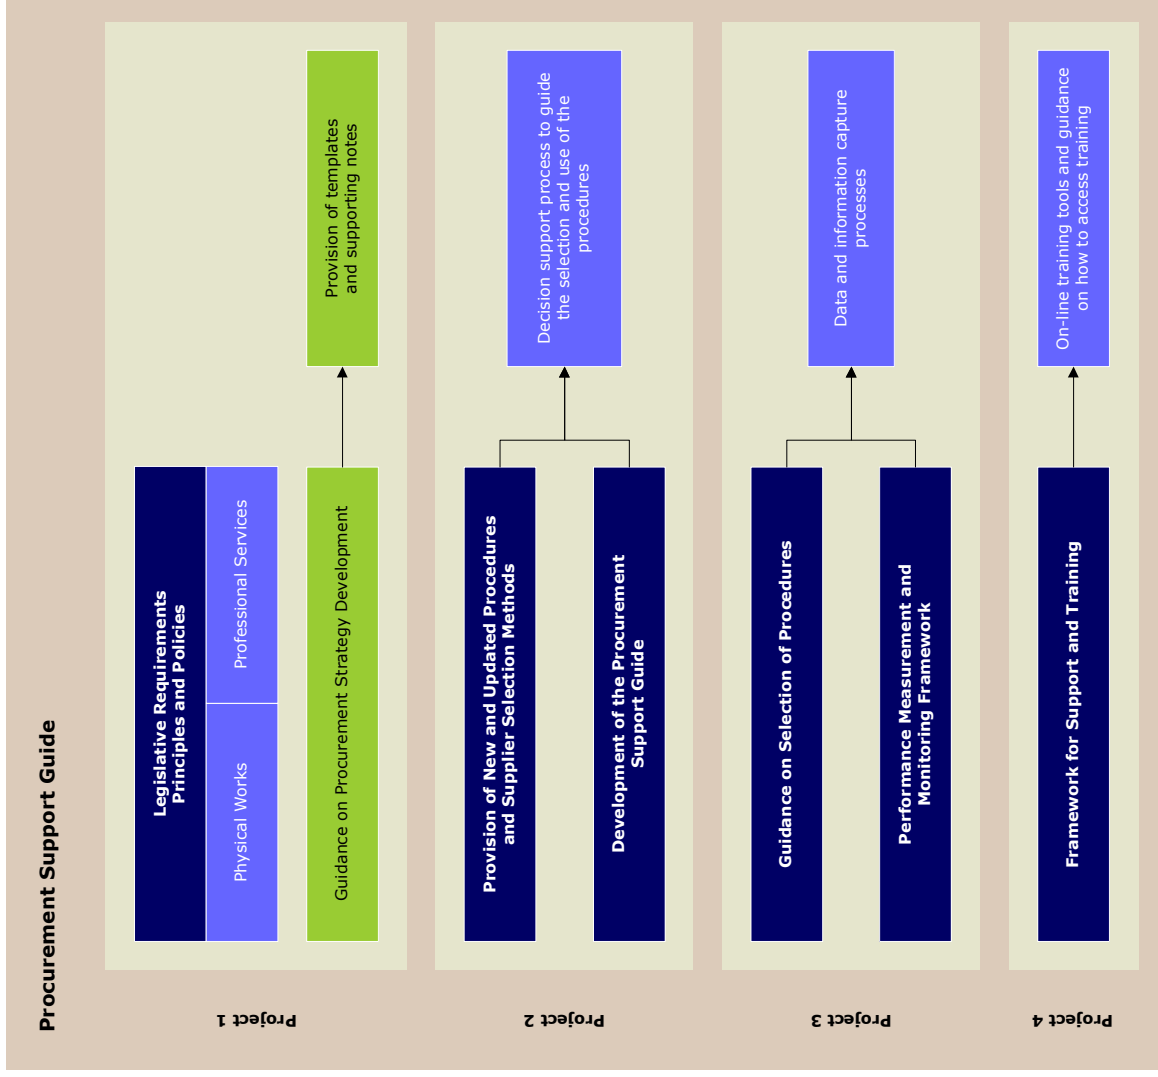 Procurement Support Guide
Project 1
Legislative Requirements
Principles and Policies
Physical Works
Professional Services
Guidance on Procurement Strategy Development
Provision of templates
and supporting notes
Project 2
Provision of New and Updated Procedures
and Supplier Selection Methods
Development of the Procurement
Support Guide
Decision support process to guide
the selection and use of the
procedures
Project 3
Guidance on Selection of Procedures
Performance Measurement and
Monitoring Framework
Data and information capture
processes
Project 4
Framework for Support and Training
On-line training tools and guidance
on how to access training